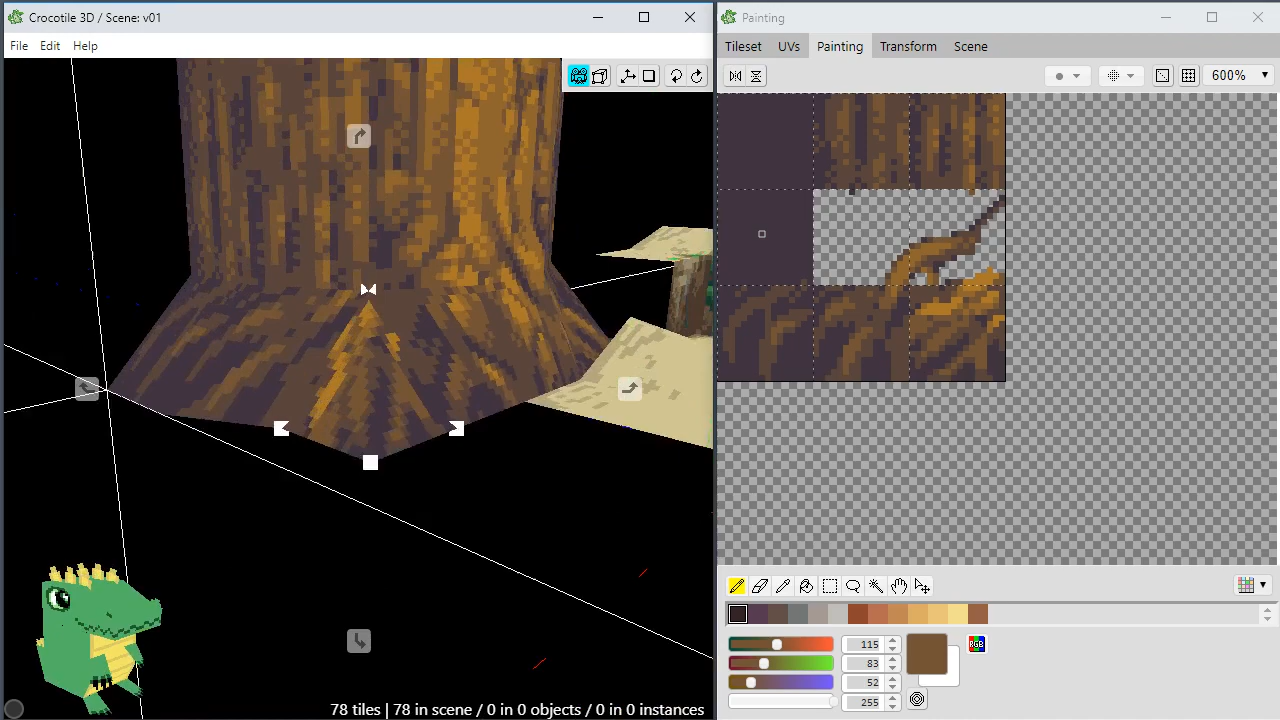 Crocotile 3D / Scene: v01
File Edit Help
78 tiles | 78 in scene / 0 in 0 objects / 0 in 0 instances
Painting
Tileset UVs Painting Transform Scene
600%
115
83
52
255
RGB